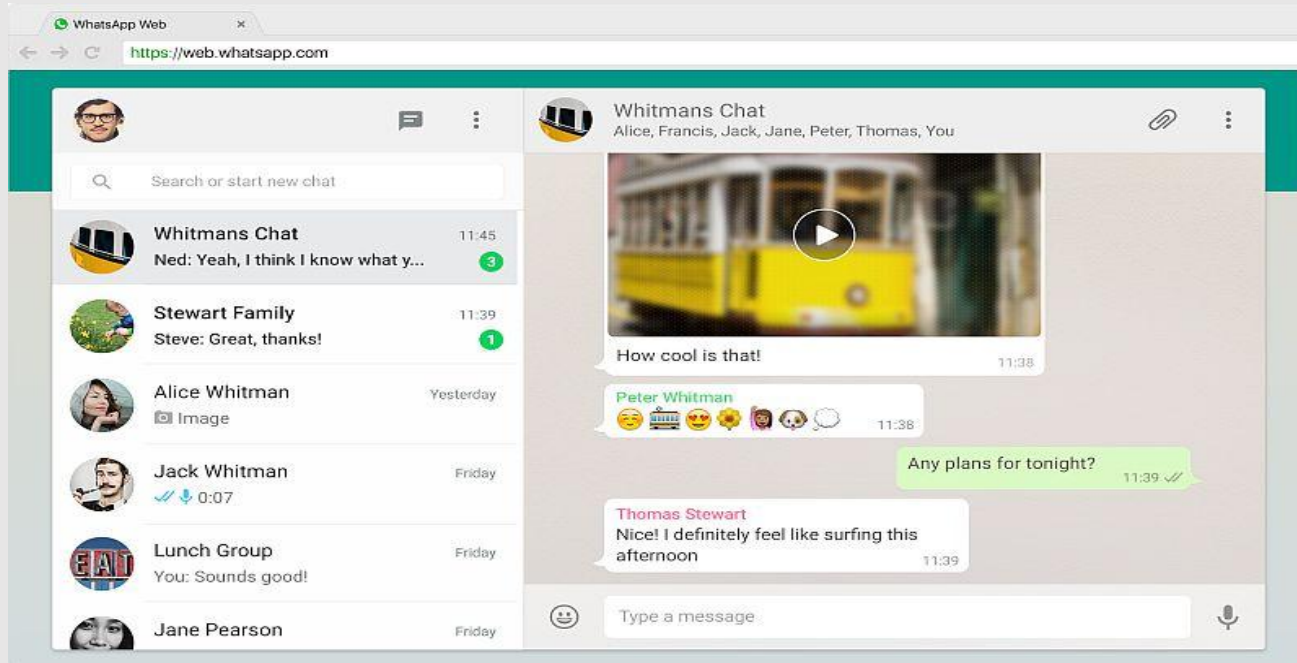 WhatsApp Web
https://web.whatsapp.com
Whitmans Chat
Alice, Francis, Jack, Jane, Peter, Thomas, You
Search or start new chat
Whitmans Chat 11:45
Ned: Yeah, I think I know what y... 3
Stewart Family 11:39
Steve: Great, thanks! 1
Alice Whitman Yesterday
Image
Jack Whitman Friday
0:07
EAT
Lunch Group Friday
You: Sounds good!
Jane Pearson Friday
How cool is that! 11:38
Peter Whitman
11:38
Any plans for tonight? 11:39
Thomas Stewart
Nice! I definitely feel like surfing this
afternoon 11:39
Type a message